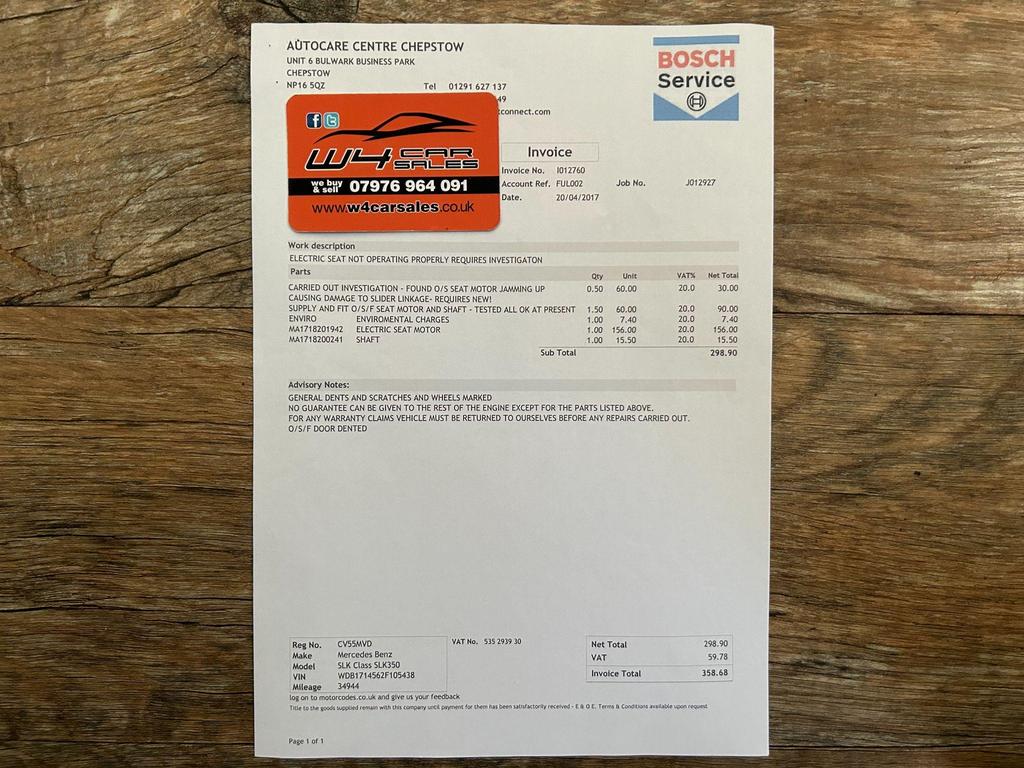 AUTOCARE CENTRE CHEPSTOW
UNIT 6 BULWARK BUSINESS PARK
CHEPSTOW
NP16 5QZ Tel 01291 627 137
49
connect.com
BOSCH
Service
f t
W4 CAR SALES
we buy & sell 07976 964 091
www.w4carsales.co.uk
Invoice
Invoice No. I012760
Account Ref. FUL002 Job No. J012927
Date. 20/04/2017
Work description
ELECTRIC SEAT NOT OPERATING PROPERLY REQUIRES INVESTIGATON
Parts Qty Unit VAT% Net Total
CARRIED OUT INVESTIGATION - FOUND O/S SEAT MOTOR JAMMING UP 0.50 60.00 20.0 30.00
CAUSING DAMAGE TO SLIDER LINKAGE- REQUIRES NEW!
SUPPLY AND FIT O/S/F SEAT MOTOR AND SHAFT - TESTED ALL OK AT PRESENT 1.50 60.00 20.0 90.00
ENVIRO ENVIROMENTAL CHARGES 1.00 7.40 20.0 7.40
MA1718201942 ELECTRIC SEAT MOTOR 1.00 156.00 20.0 156.00
MA1718200241 SHAFT 1.00 15.50 20.0 15.50
Sub Total 298.90
Advisory Notes:
GENERAL DENTS AND SCRATCHES AND WHEELS MARKED
NO GUARANTEE CAN BE GIVEN TO THE REST OF THE ENGINE EXCEPT FOR THE PARTS LISTED ABOVE.
FOR ANY WARRANTY CLAIMS VEHICLE MUST BE RETURNED TO OURSELVES BEFORE ANY REPAIRS CARRIED OUT.
O/S/F DOOR DENTED
Reg No. CV55MVD
Make Mercedes Benz
Model SLK Class SLK350
VIN WDB1714562F105438
Mileage 34944
VAT No. 535 2939 30
Net Total 298.90
VAT 59.78
Invoice Total 358.68
log on to motorcodes.co.uk and give us your feedback
Title to the goods supplied remain with this company until payment for them has been satisfactorily received - E & O E. Terms & Conditions available upon request
Page 1 of 1